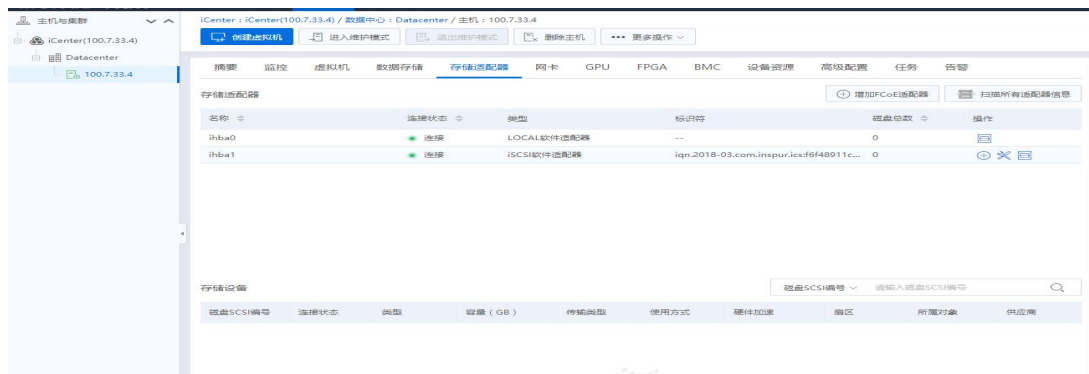 主机与集群
iCenter(100.7.33.4)
Datacenter
100.7.33.4
iCenter : iCenter(100.7.33.4) / 数据中心 : Datacenter / 主机 : 100.7.33.4
创建虚拟机 进入维护模式 退出维护模式 删除主机 更多操作
摘要 监控 虚拟机 数据存储 存储适配器 网卡 GPU FPGA BMC 设备资源 高级配置 任务 告警
存储适配器 增加FCoE适配器 扫描所有适配器信息
名称 连接状态 类型 标识符 磁盘总数 操作
ihba0 连接 LOCAL软件适配器 -- 0
ihba1 连接 iSCSI软件适配器 iqn.2018-03.com.inspur.ics:f6f48911c... 0
存储设备 磁盘SCSI编号 请输入磁盘SCSI编号
磁盘SCSI编号 连接状态 类型 容量(GB) 传输类型 使用方式 硬件加速 扇区 所属对象 供应商